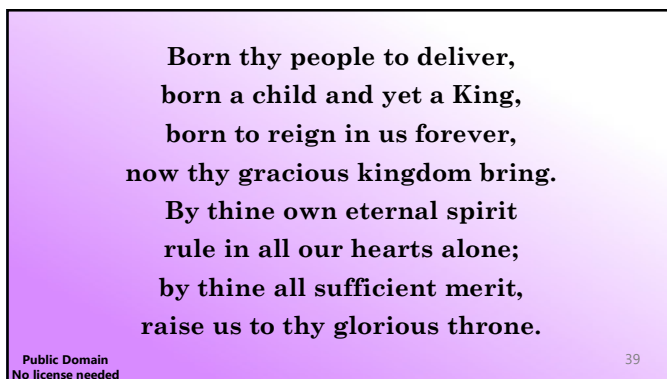 Born thy people to deliver,
born a child and yet a King,
born to reign in us forever,
now thy gracious kingdom bring.
By thine own eternal spirit
rule in all our hearts alone;
by thine all sufficient merit,
raise us to thy glorious throne.
Public Domain
No license needed
39